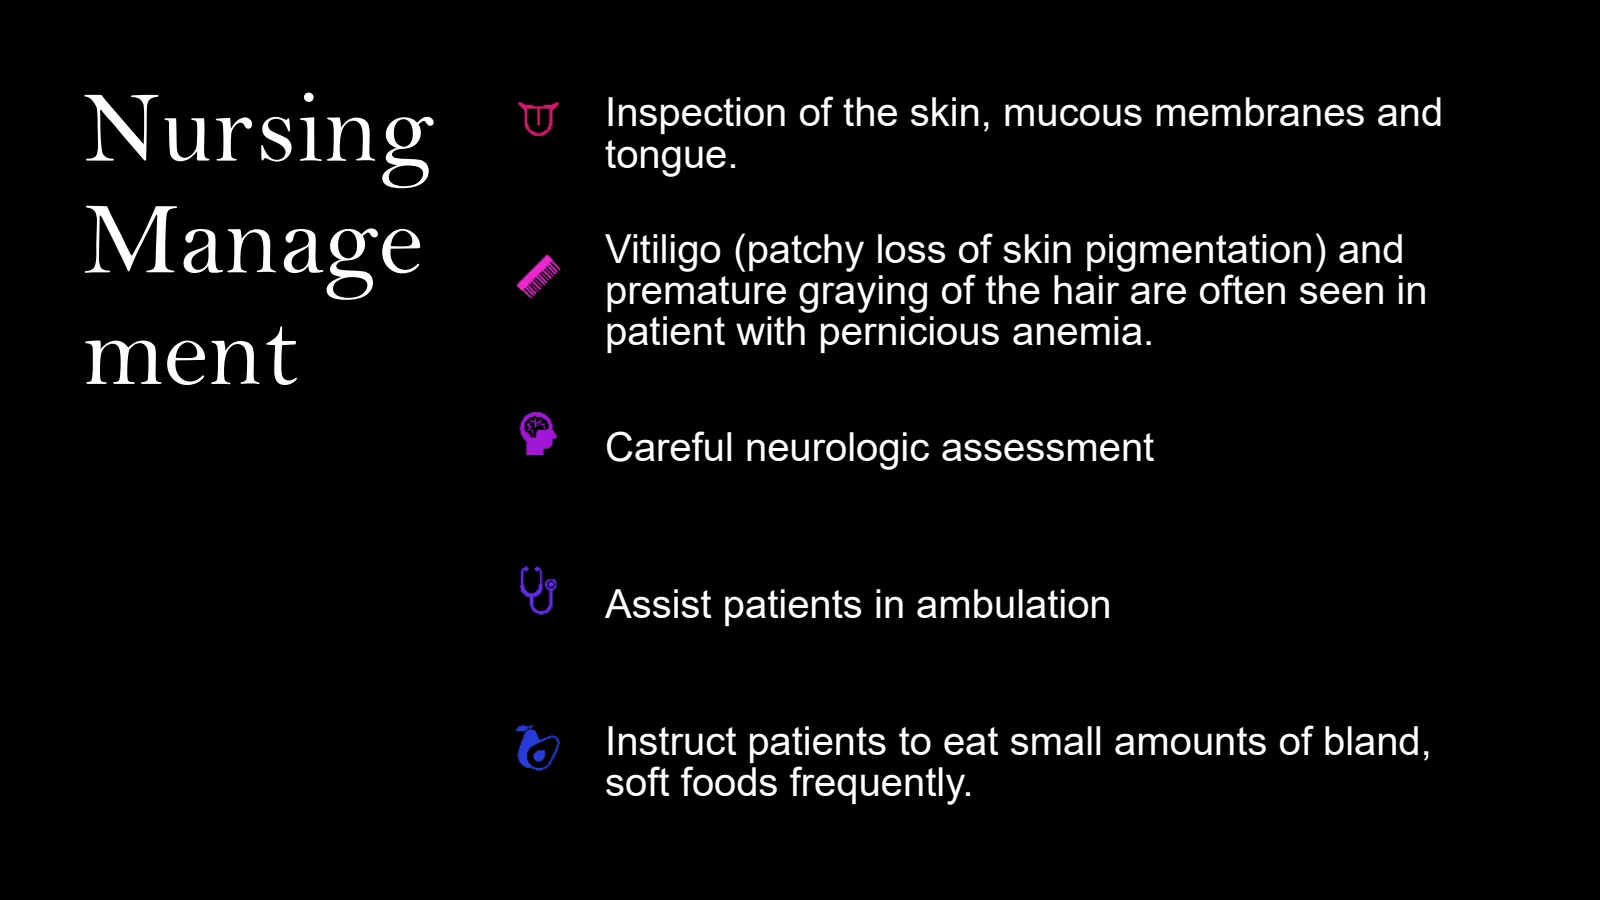 Nursing
Manage
ment
Inspection of the skin, mucous membranes and
tongue.
Vitiligo (patchy loss of skin pigmentation) and
premature graying of the hair are often seen in
patient with pernicious anemia.
Careful neurologic assessment
Assist patients in ambulation
Instruct patients to eat small amounts of bland,
soft foods frequently.